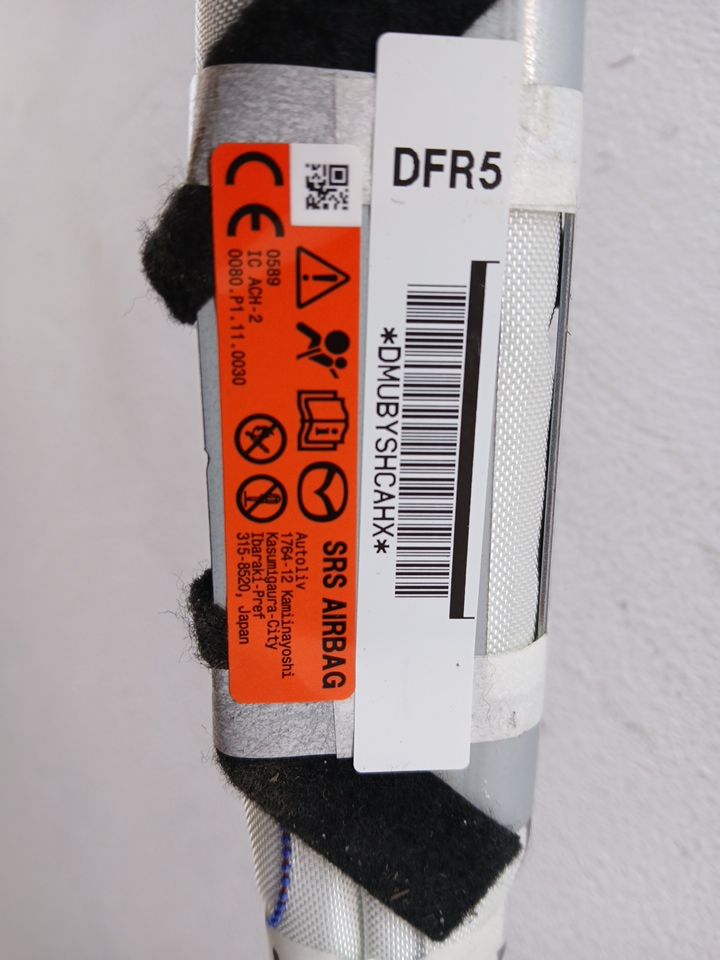 DFR5
*DMUBYSHCAHX*
CE
0589
IC ACH-2
0080.P1.11.0030
SRS AIRBAG
Autoliv
1764-12 Kamiinayoshi
Kasumigaura-City
Ibaraki-Pref
315-8520, Japan